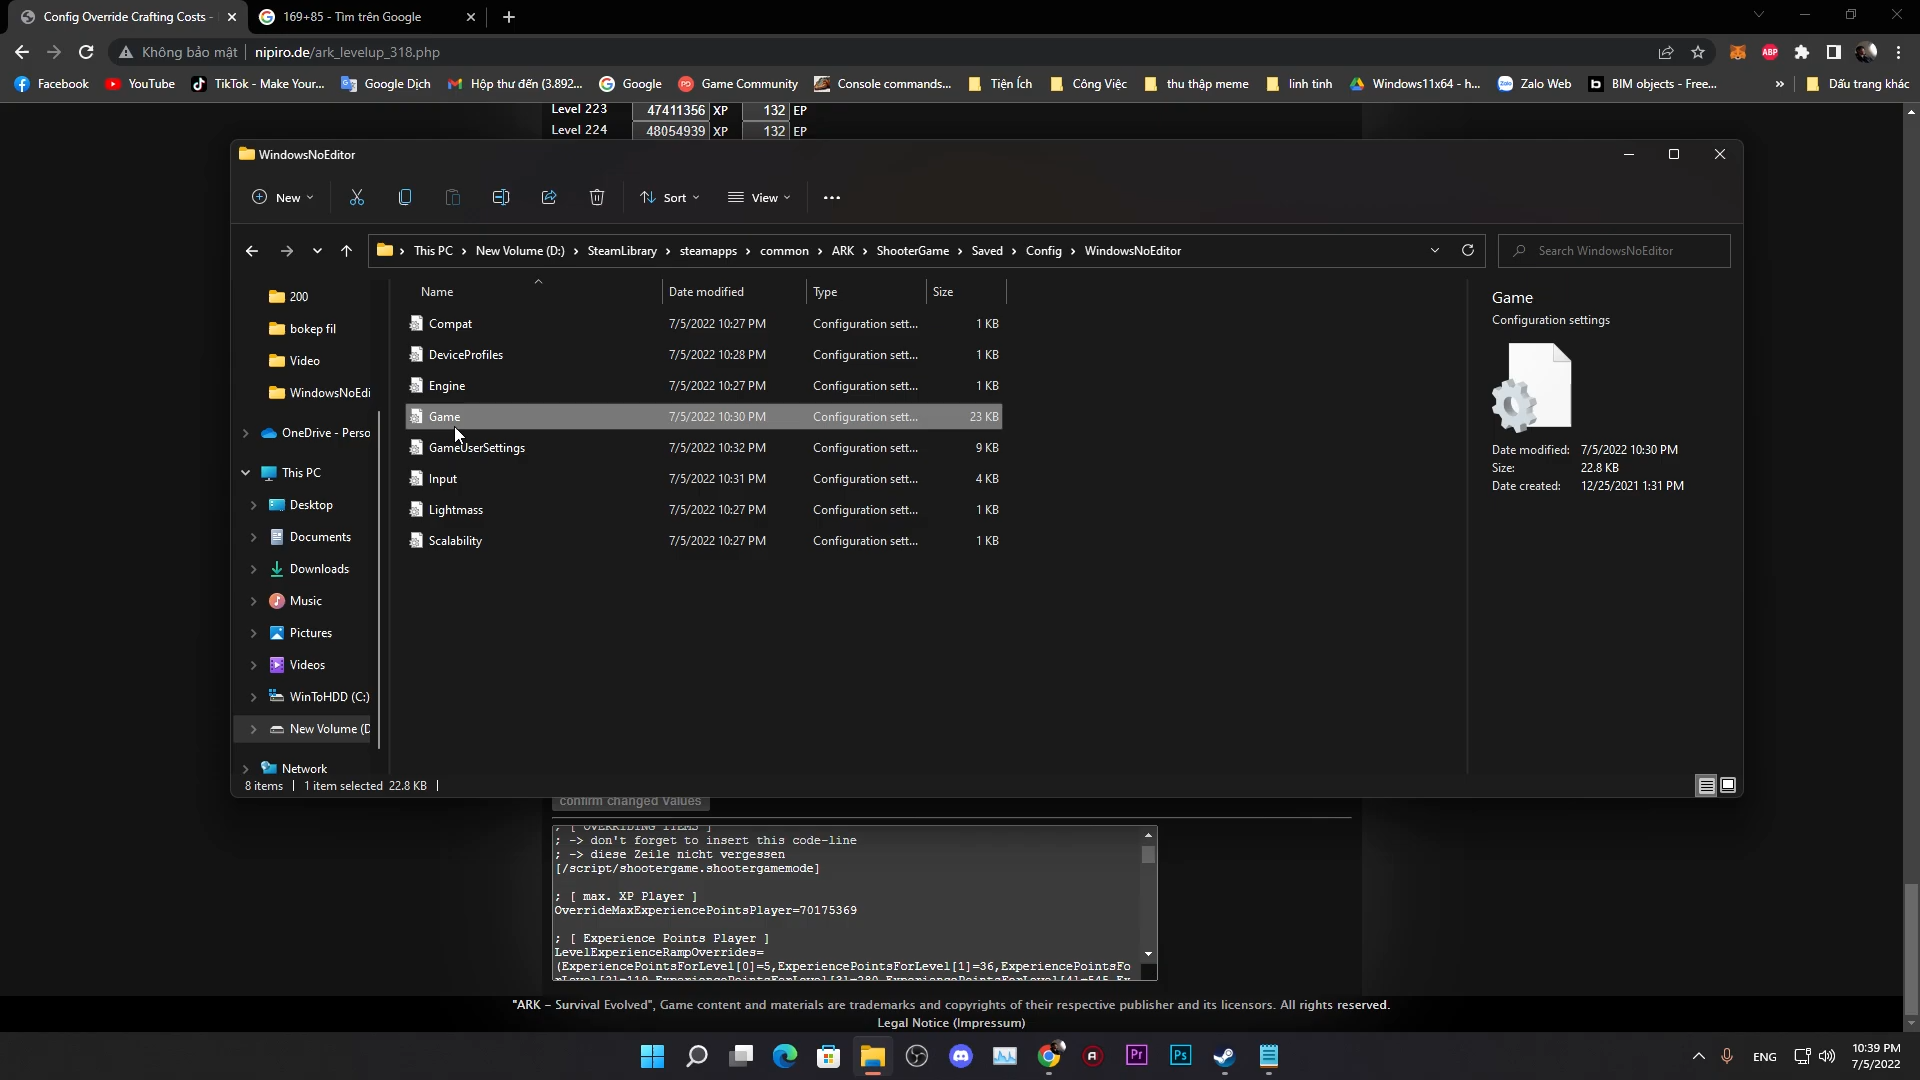 Config Override Crafting Costs -
169+85 - Tìm trên Google
Không bảo mật
nipiro.de/ark_levelup_318.php
Facebook
YouTube
TikTok - Make Your...
Google Dịch
Hộp thư đến (3.892...
Google
Game Community
Console commands...
Tiện Ích
Công Việc
thu thập meme
linh tinh
Windows11x64 - h...
Zalo Web
BIM objects - Free...
»
Dấu trang khác
Level 223 47411356 XP 132 EP
Level 224 48054939 XP 132 EP
WindowsNoEditor
New
Sort
View
This PC > New Volume (D:) > SteamLibrary > steamapps > common > ARK > ShooterGame > Saved > Config > WindowsNoEditor
Search WindowsNoEditor
200
bokep fil
Video
WindowsNoEdi
OneDrive - Perso
This PC
Desktop
Documents
Downloads
Music
Pictures
Videos
WinToHDD (C:)
New Volume (D
Network
Name Date modified Type Size
Compat 7/5/2022 10:27 PM Configuration sett... 1 KB
DeviceProfiles 7/5/2022 10:28 PM Configuration sett... 1 KB
Engine 7/5/2022 10:27 PM Configuration sett... 1 KB
Game 7/5/2022 10:30 PM Configuration sett... 23 KB
GameUserSettings 7/5/2022 10:32 PM Configuration sett... 9 KB
Input 7/5/2022 10:31 PM Configuration sett... 4 KB
Lightmass 7/5/2022 10:27 PM Configuration sett... 1 KB
Scalability 7/5/2022 10:27 PM Configuration sett... 1 KB
Game
Configuration settings
Date modified: 7/5/2022 10:30 PM
Size: 22.8 KB
Date created: 12/25/2021 1:31 PM
8 items
1 item selected 22.8 KB
confirm changed Values
; [ OVERRIDING ITEMS ]
; -> don't forget to insert this code-line
; -> diese Zeile nicht vergessen
[/script/shootergame.shootergamemode]
; [ max. XP Player ]
OverrideMaxExperiencePointsPlayer=70175369
; [ Experience Points Player ]
LevelExperienceRampOverrides=
(ExperiencePointsForLevel[0]=5,ExperiencePointsForLevel[1]=36,ExperiencePointsFo
rLevel[2]=119,ExperiencePointsForLevel[3]=280,ExperiencePointsForLevel[4]=545,Ex
"ARK – Survival Evolved", Game content and materials are trademarks and copyrights of their respective publisher and its licensors. All rights reserved.
Legal Notice (Impressum)
ENG
10:39 PM
7/5/2022